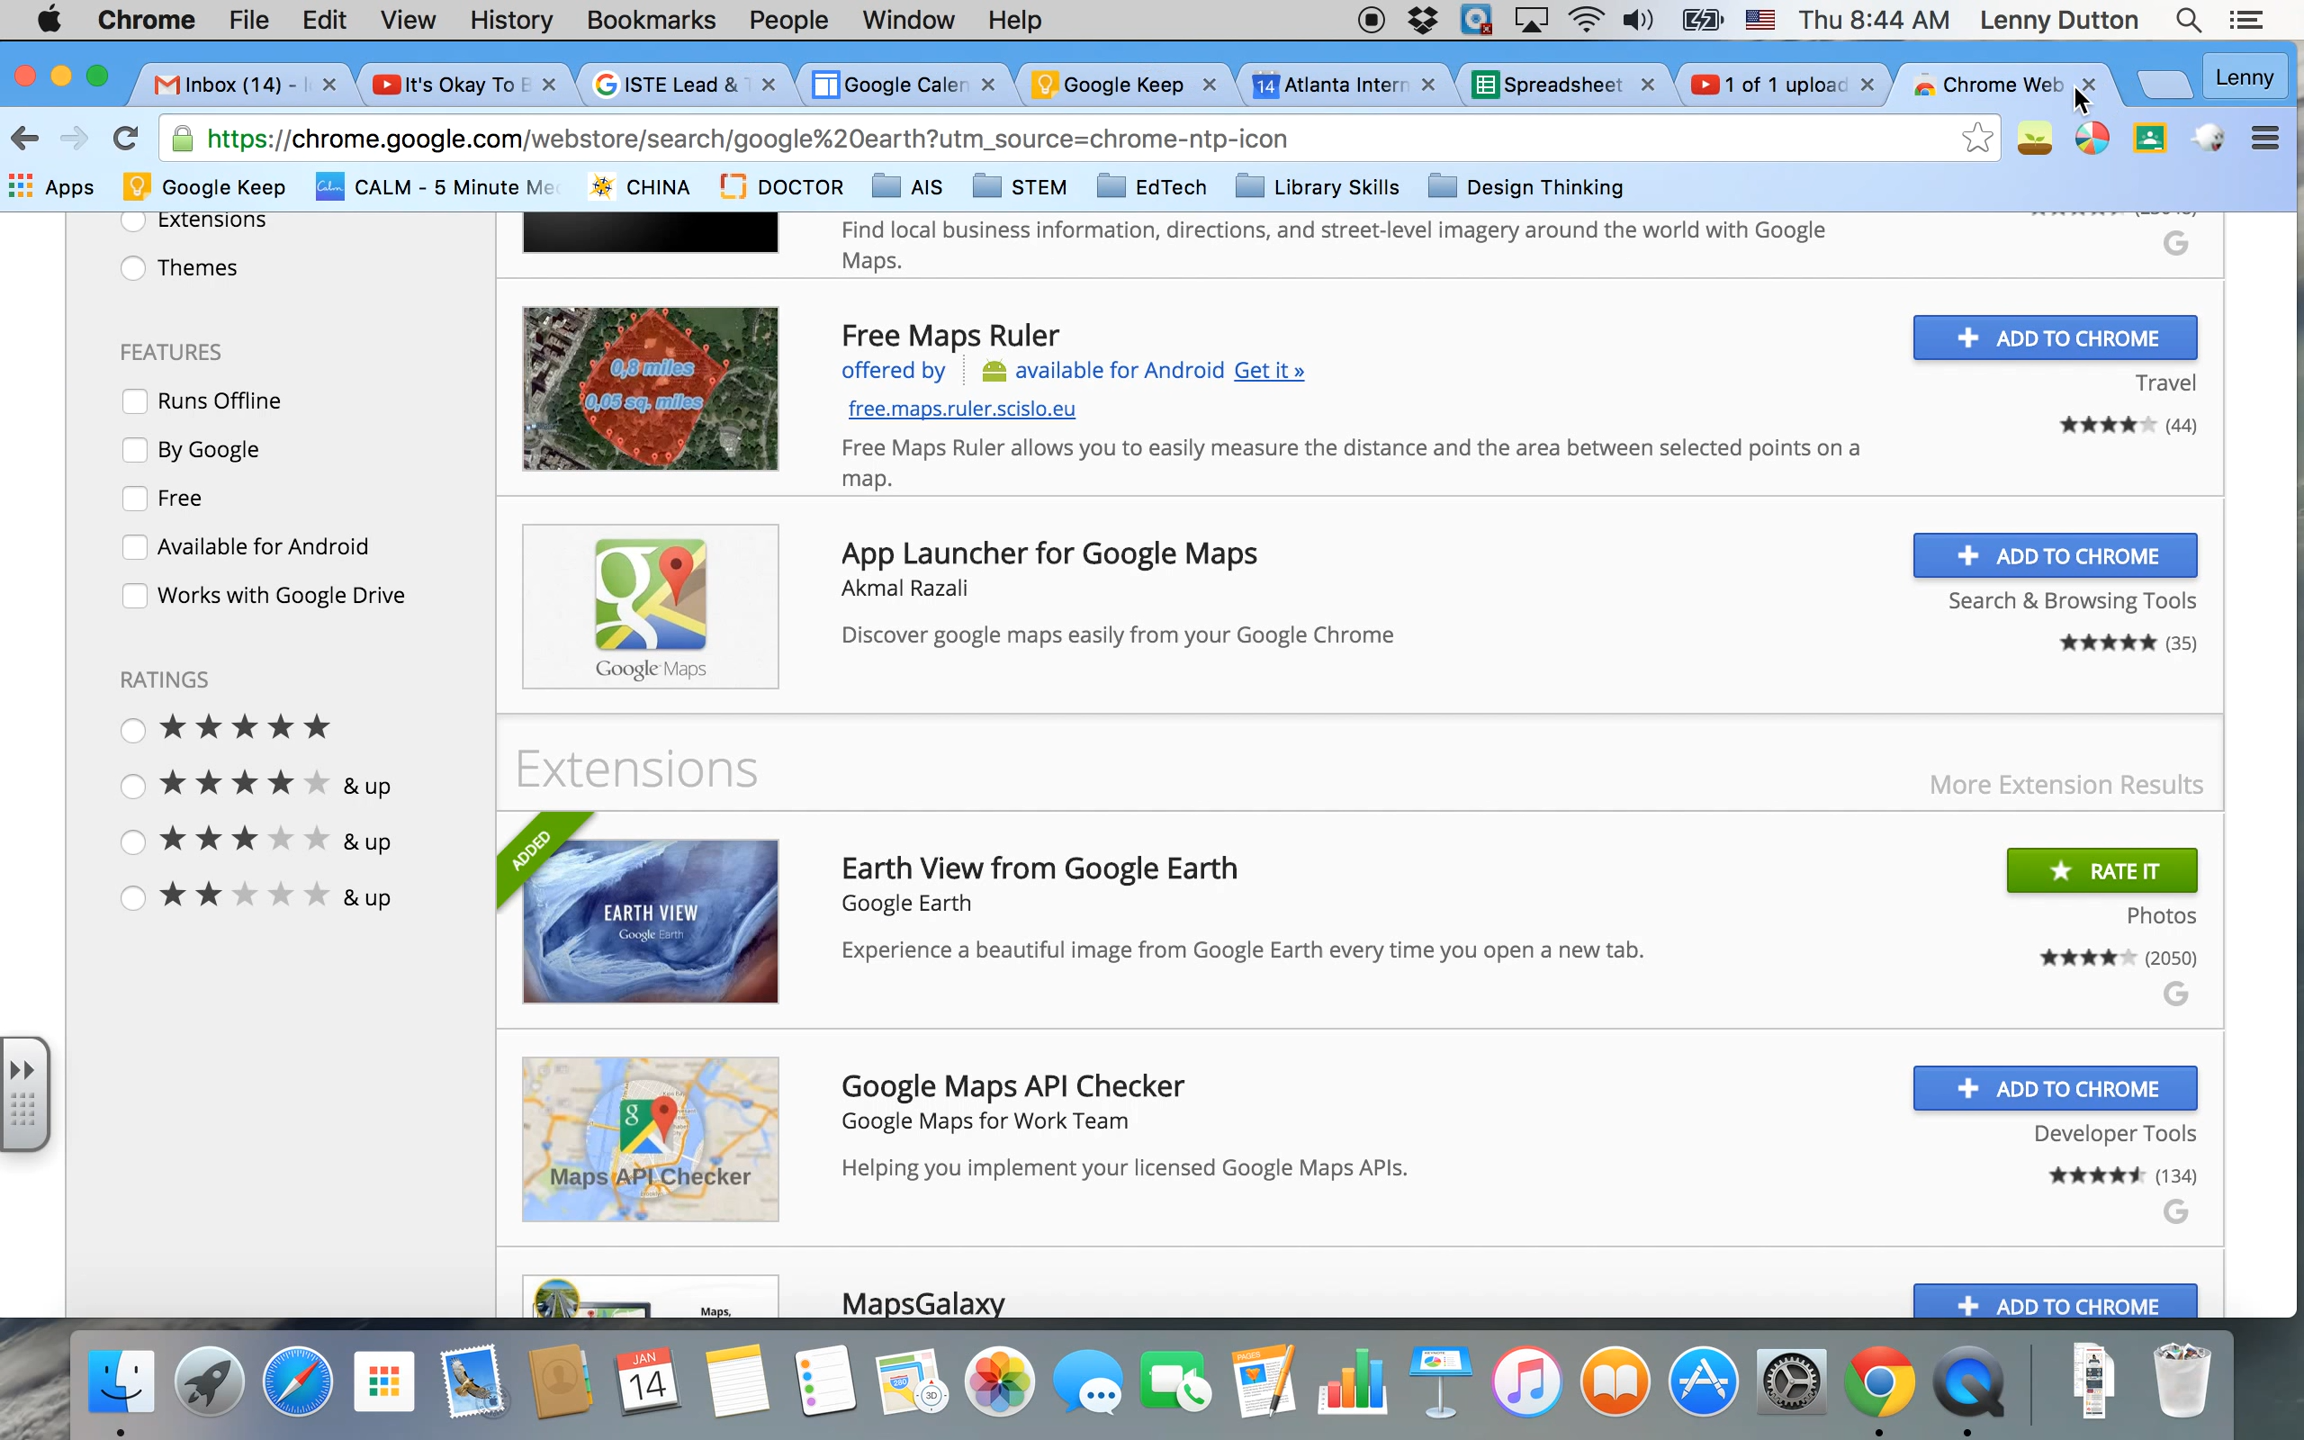 Chrome File Edit View History Bookmarks People Window Help Thu 8:44 AM Lenny Dutton
Inbox (14) - It's Okay To B ISTE Lead & Google Calen Google Keep 14 Atlanta Intern Spreadsheet 1 of 1 upload Chrome Web Lenny
https://chrome.google.com/webstore/search/google%20earth?utm_source=chrome-ntp-icon
Apps Google Keep Calm CALM - 5 Minute Me CHINA DOCTOR AIS STEM EdTech Library Skills Design Thinking
Extensions
Themes
FEATURES
Runs Offline
By Google
Free
Available for Android
Works with Google Drive
RATINGS
& up
& up
& up
Find local business information, directions, and street-level imagery around the world with Google
Maps.
G
0,8 miles
0,05 sq. miles
Free Maps Ruler
offered by available for Android Get it »
free.maps.ruler.scislo.eu
Free Maps Ruler allows you to easily measure the distance and the area between selected points on a
map.
ADD TO CHROME
Travel
(44)
g
Google Maps
App Launcher for Google Maps
Akmal Razali
Discover google maps easily from your Google Chrome
ADD TO CHROME
Search & Browsing Tools
(35)
Extensions
More Extension Results
ADDED
EARTH VIEW
Google Earth
Earth View from Google Earth
Google Earth
Experience a beautiful image from Google Earth every time you open a new tab.
RATE IT
Photos
(2050)
G
g
Maps API Checker
Google Maps API Checker
Google Maps for Work Team
Helping you implement your licensed Google Maps APIs.
ADD TO CHROME
Developer Tools
(134)
G
Maps,
MapsGalaxy
ADD TO CHROME
JAN
14
280
3D
PAGES